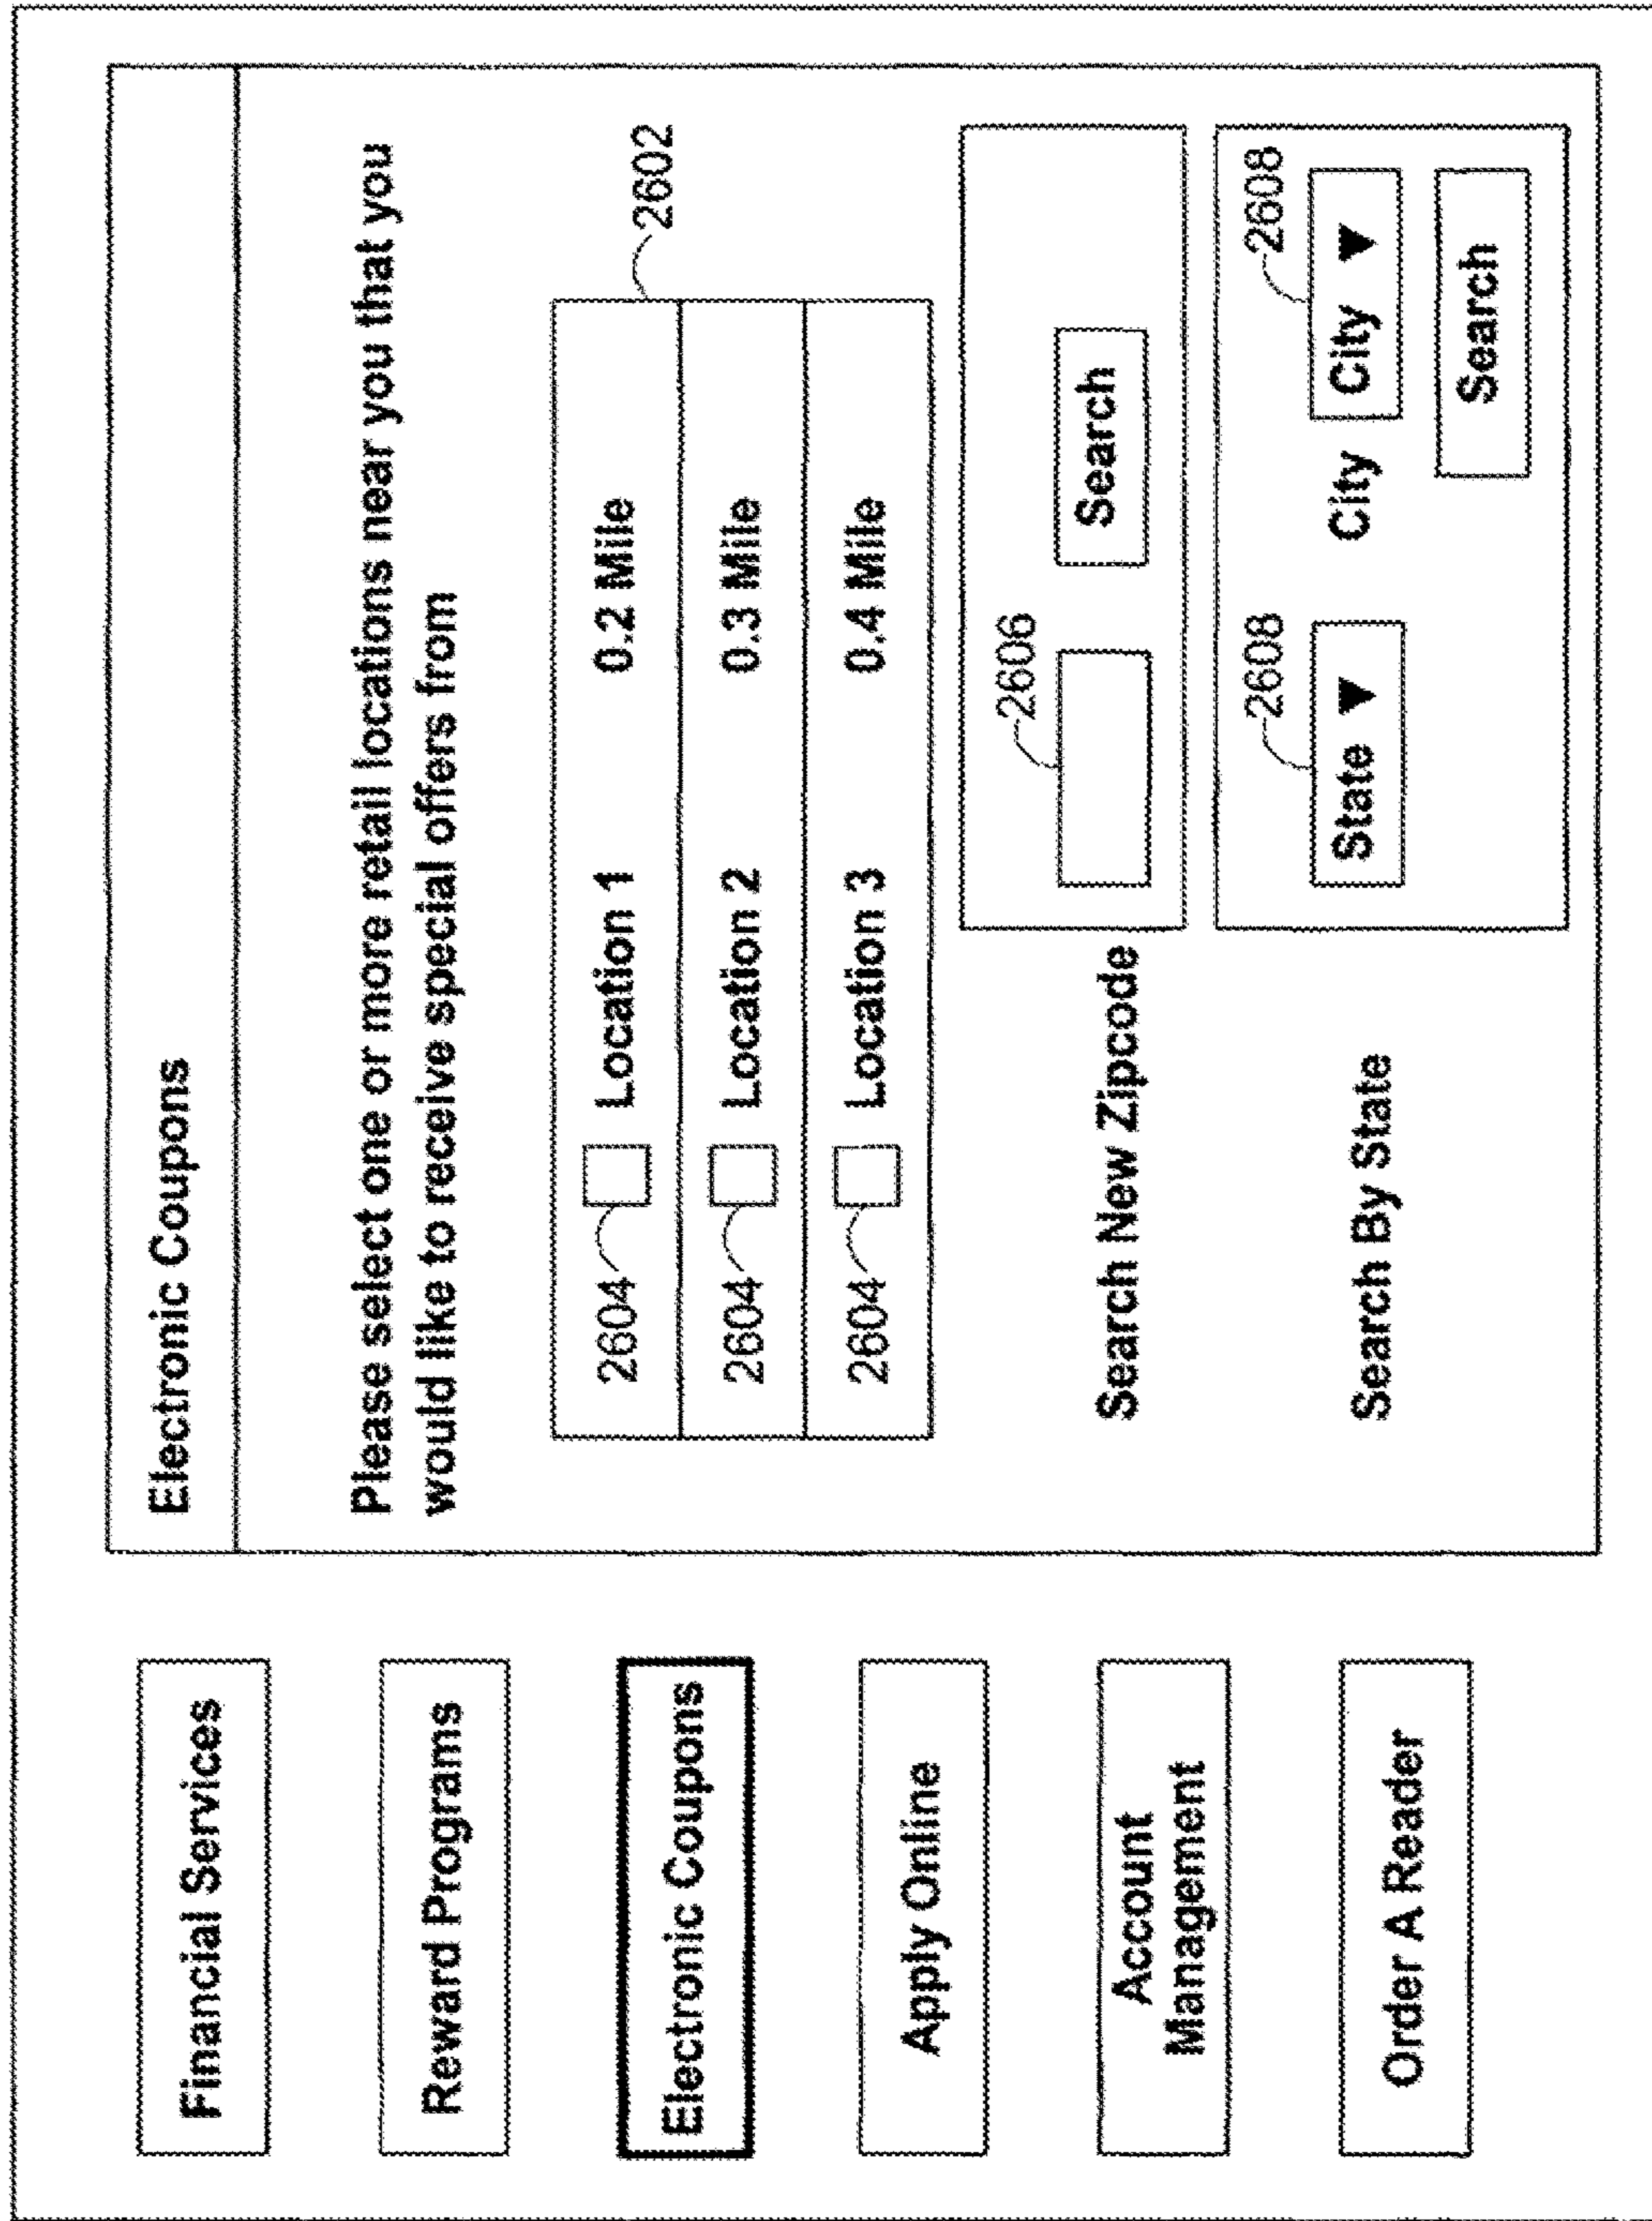 Financial Services
Reward Programs
Electronic Coupons
Apply Online
Account
Management
Order A Reader
Electronic Coupons
Please select one or more retail locations near you that you
would like to receive special offers from
2602
2604 Location 1 0.2 Mile
2604 Location 2 0.3 Mile
2604 Location 3 0.4 Mile
2606
Search New Zipcode Search
2608 2608
Search By State State ▼ City City ▼
Search